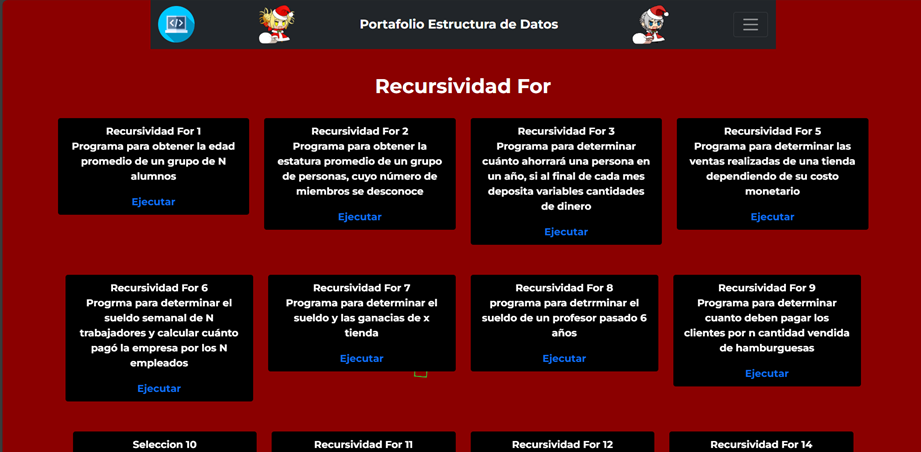 </>
Portafolio Estructura de Datos
Recursividad For
Recursividad For 1
Programa para obtener la edad
promedio de un grupo de N
alumnos
Ejecutar
Recursividad For 2
Programa para obtener la
estatura promedio de un grupo
de personas, cuyo número de
miembros se desconoce
Ejecutar
Recursividad For 3
Programa para determinar
cuánto ahorrará una persona en
un año, si al final de cada mes
deposita variables cantidades
de dinero
Ejecutar
Recursividad For 5
Programa para determinar las
ventas realizadas de una tienda
dependiendo de su costo
monetario
Ejecutar
Recursividad For 6
Progrma para determinar el
sueldo semanal de N
trabajadores y calcular cuánto
pagó la empresa por los N
empleados
Ejecutar
Recursividad For 7
Programa para determinar el
sueldo y las ganacias de x
tienda
Ejecutar
Recursividad For 8
programa para detrrminar el
sueldo de un profesor pasado 6
años
Ejecutar
Recursividad For 9
Programa para determinar
cuanto deben pagar los
clientes por n cantidad vendida
de hamburguesas
Ejecutar
Seleccion 10
Recursividad For 11
Recursividad For 12
Recursividad For 14